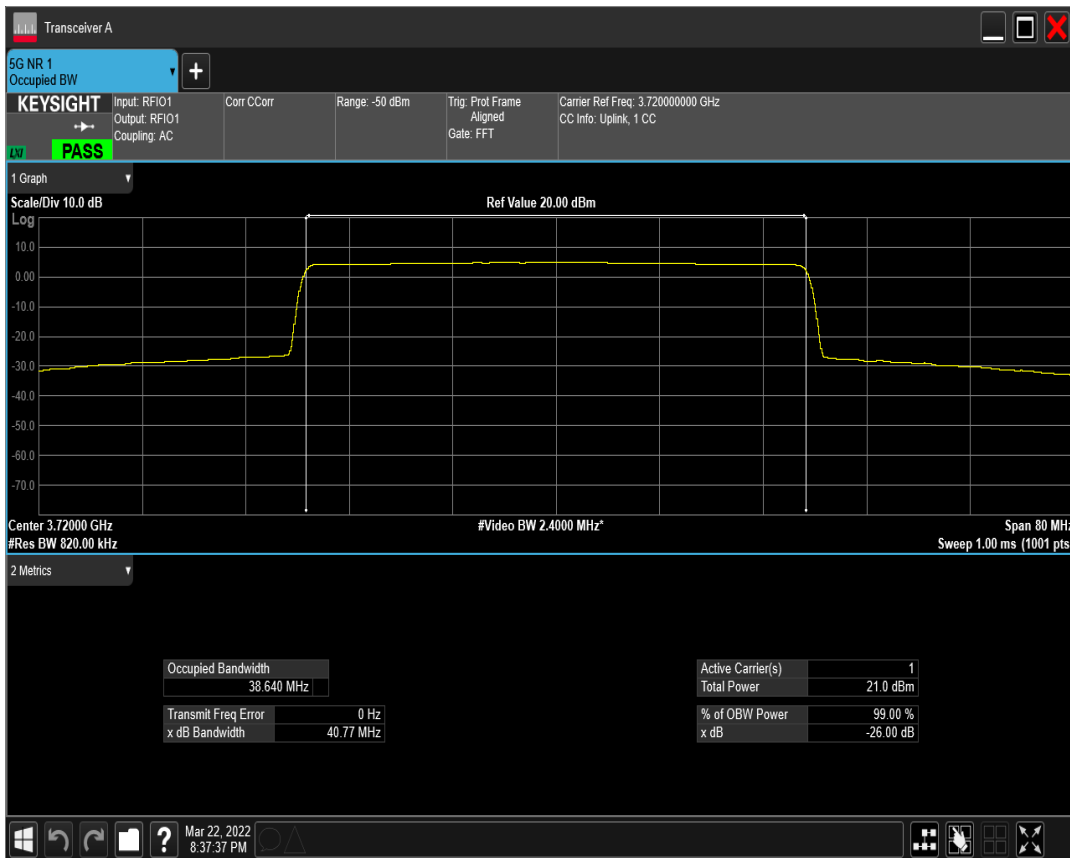 Transceiver A
5G NR 1
Occupied BW
+
KEYSIGHT
LXI
PASS
Input: RFIO1
Output: RFIO1
Coupling: AC
Corr CCorr
Range: -50 dBm
Trig: Prot Frame
Aligned
Gate: FFT
Carrier Ref Freq: 3.720000000 GHz
CC Info: Uplink, 1 CC
1 Graph
Scale/Div 10.0 dB
Ref Value 20.00 dBm
Log
10.0
0.00
-10.0
-20.0
-30.0
-40.0
-50.0
-60.0
-70.0
Center 3.72000 GHz
#Video BW 2.4000 MHz*
Span 80 MHz
#Res BW 820.00 kHz
Sweep 1.00 ms (1001 pts
2 Metrics
Occupied Bandwidth
38.640 MHz
Transmit Freq Error 0 Hz
x dB Bandwidth 40.77 MHz
Active Carrier(s) 1
Total Power 21.0 dBm
% of OBW Power 99.00 %
x dB -26.00 dB
?
Mar 22, 2022
8:37:37 PM